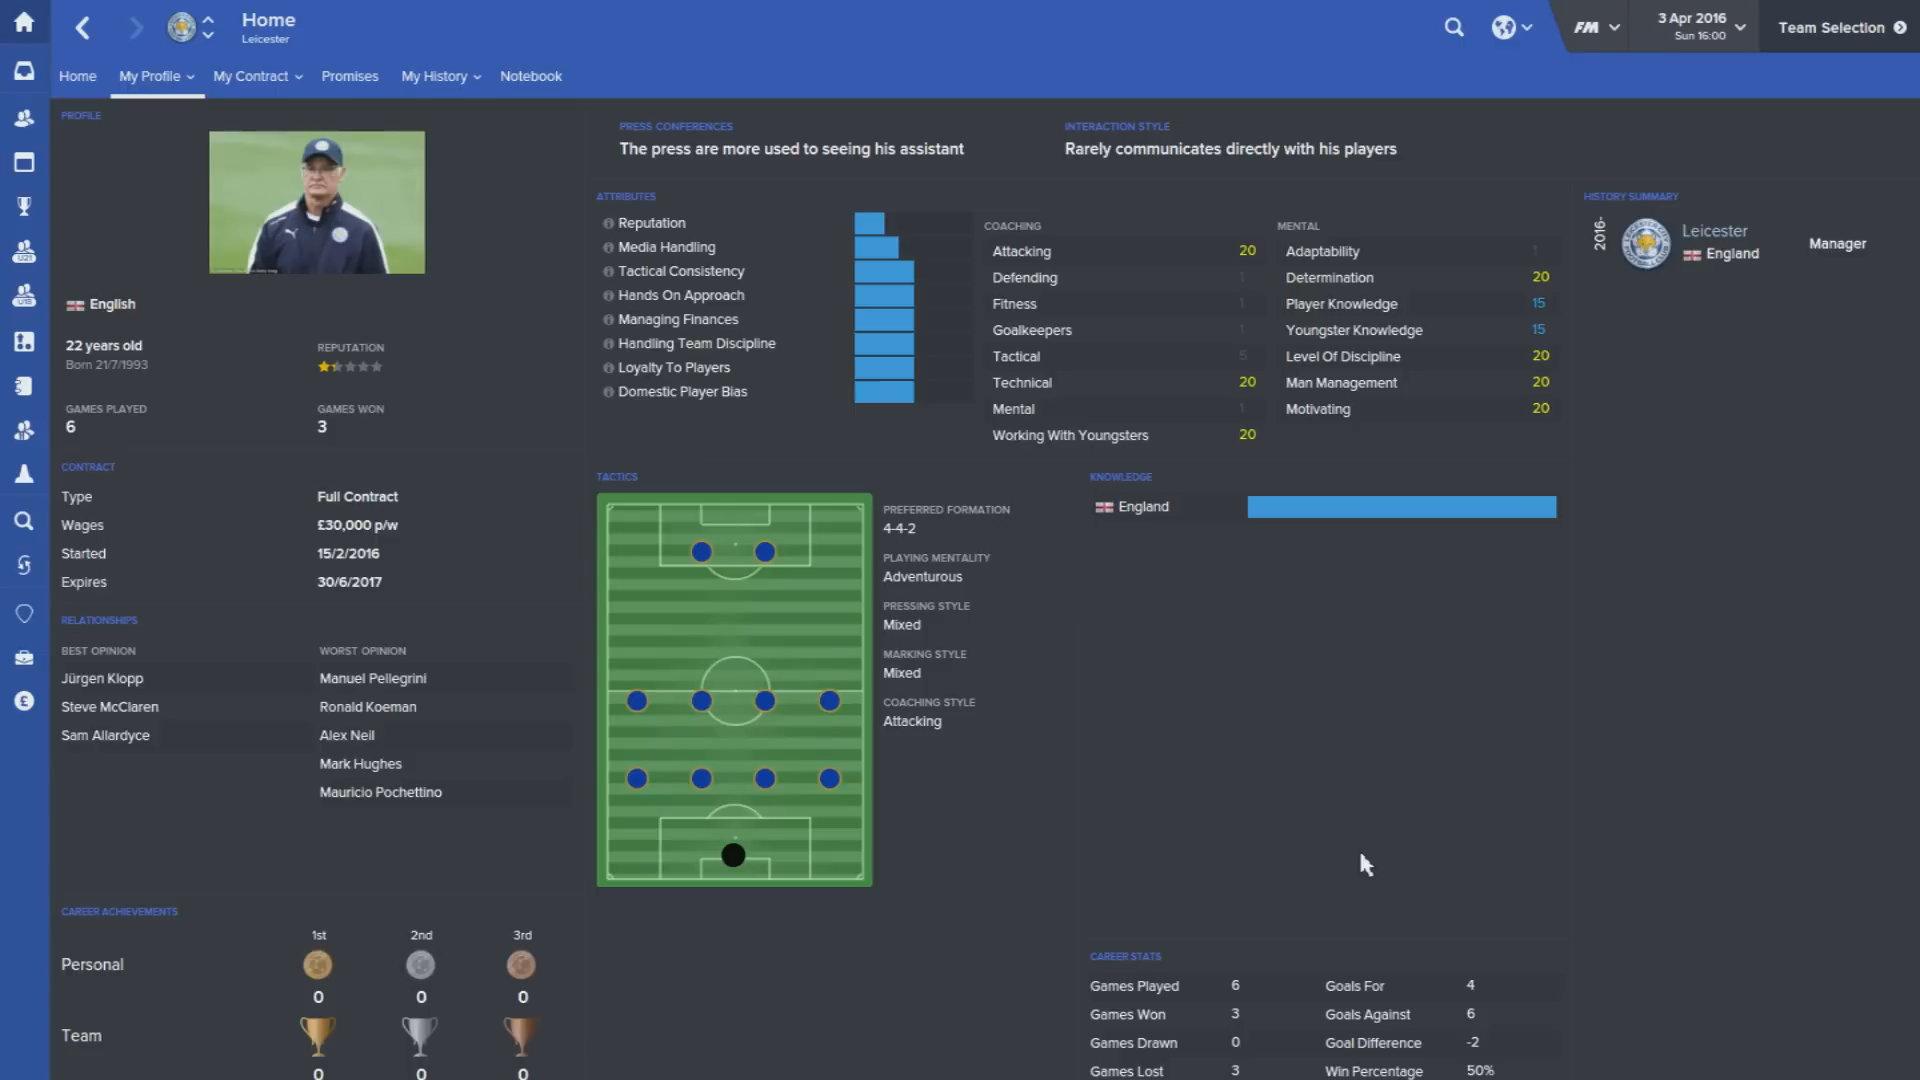 Home
Leicester
FM
3 Apr 2016
Sun 16:00
Team Selection
Home
My Profile
My Contract
Promises
My History
Notebook
PROFILE
English
22 years old
Born 21/7/1993
REPUTATION
GAMES PLAYED
6
GAMES WON
3
CONTRACT
Type Full Contract
Wages £30,000 p/w
Started 15/2/2016
Expires 30/6/2017
RELATIONSHIPS
BEST OPINION
Jürgen Klopp
Steve McClaren
Sam Allardyce
WORST OPINION
Manuel Pellegrini
Ronald Koeman
Alex Neil
Mark Hughes
Mauricio Pochettino
CAREER ACHIEVEMENTS
1st 2nd 3rd
Personal
0 0 0
Team
0 0 0
PRESS CONFERENCES
The press are more used to seeing his assistant
INTERACTION STYLE
Rarely communicates directly with his players
ATTRIBUTES
Reputation
Media Handling
Tactical Consistency
Hands On Approach
Managing Finances
Handling Team Discipline
Loyalty To Players
Domestic Player Bias
COACHING
Attacking 20
Defending 1
Fitness 1
Goalkeepers 1
Tactical 5
Technical 20
Mental 1
Working With Youngsters 20
MENTAL
Adaptability 1
Determination 20
Player Knowledge 15
Youngster Knowledge 15
Level Of Discipline 20
Man Management 20
Motivating 20
HISTORY SUMMARY
2016-
Leicester
England
Manager
TACTICS
PREFERRED FORMATION
4-4-2
PLAYING MENTALITY
Adventurous
PRESSING STYLE
Mixed
MARKING STYLE
Mixed
COACHING STYLE
Attacking
KNOWLEDGE
England
CAREER STATS
Games Played 6
Games Won 3
Games Drawn 0
Games Lost 3
Goals For 4
Goals Against 6
Goal Difference -2
Win Percentage 50%
U21
U18
£